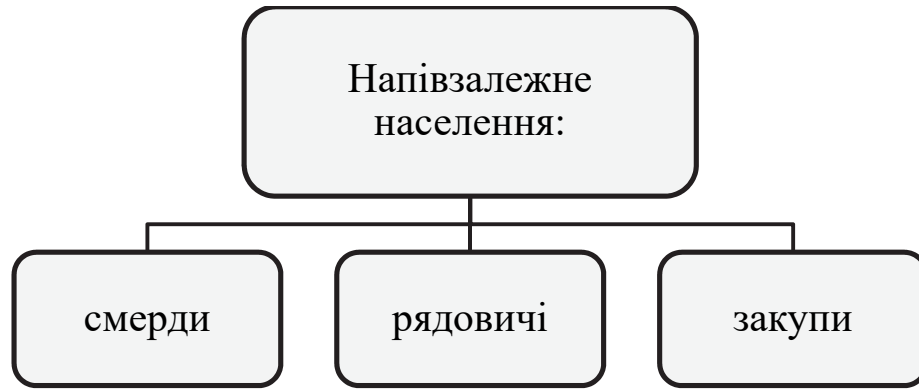 Напівзалежне
населення:
смерди
рядовичі
закупи